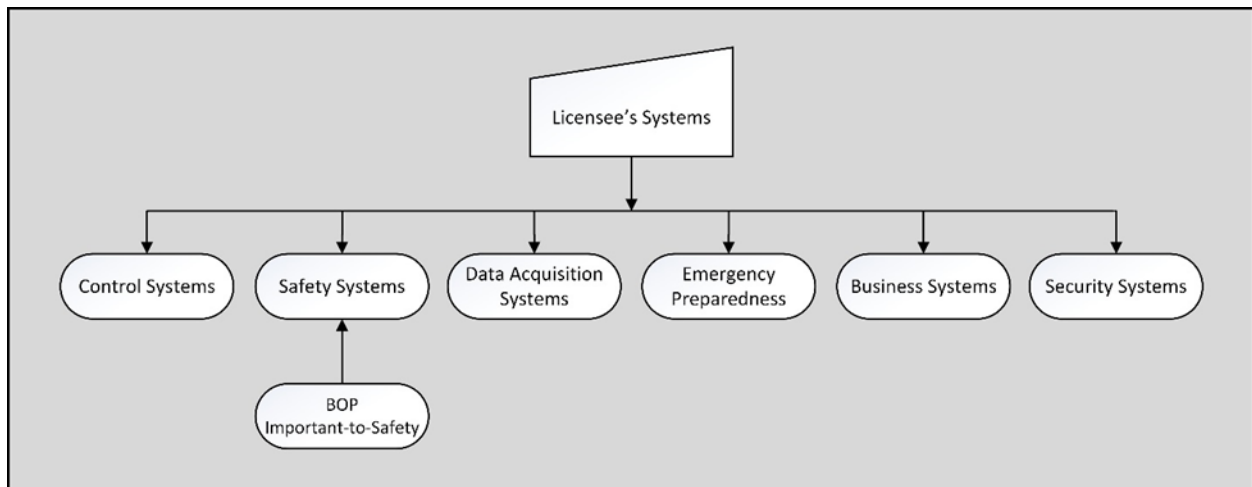 Licensee’s Systems
Control Systems
Safety Systems
Data Acquisition
Systems
Emergency
Preparedness
Business Systems
Security Systems
BOP
Important-to-Safety